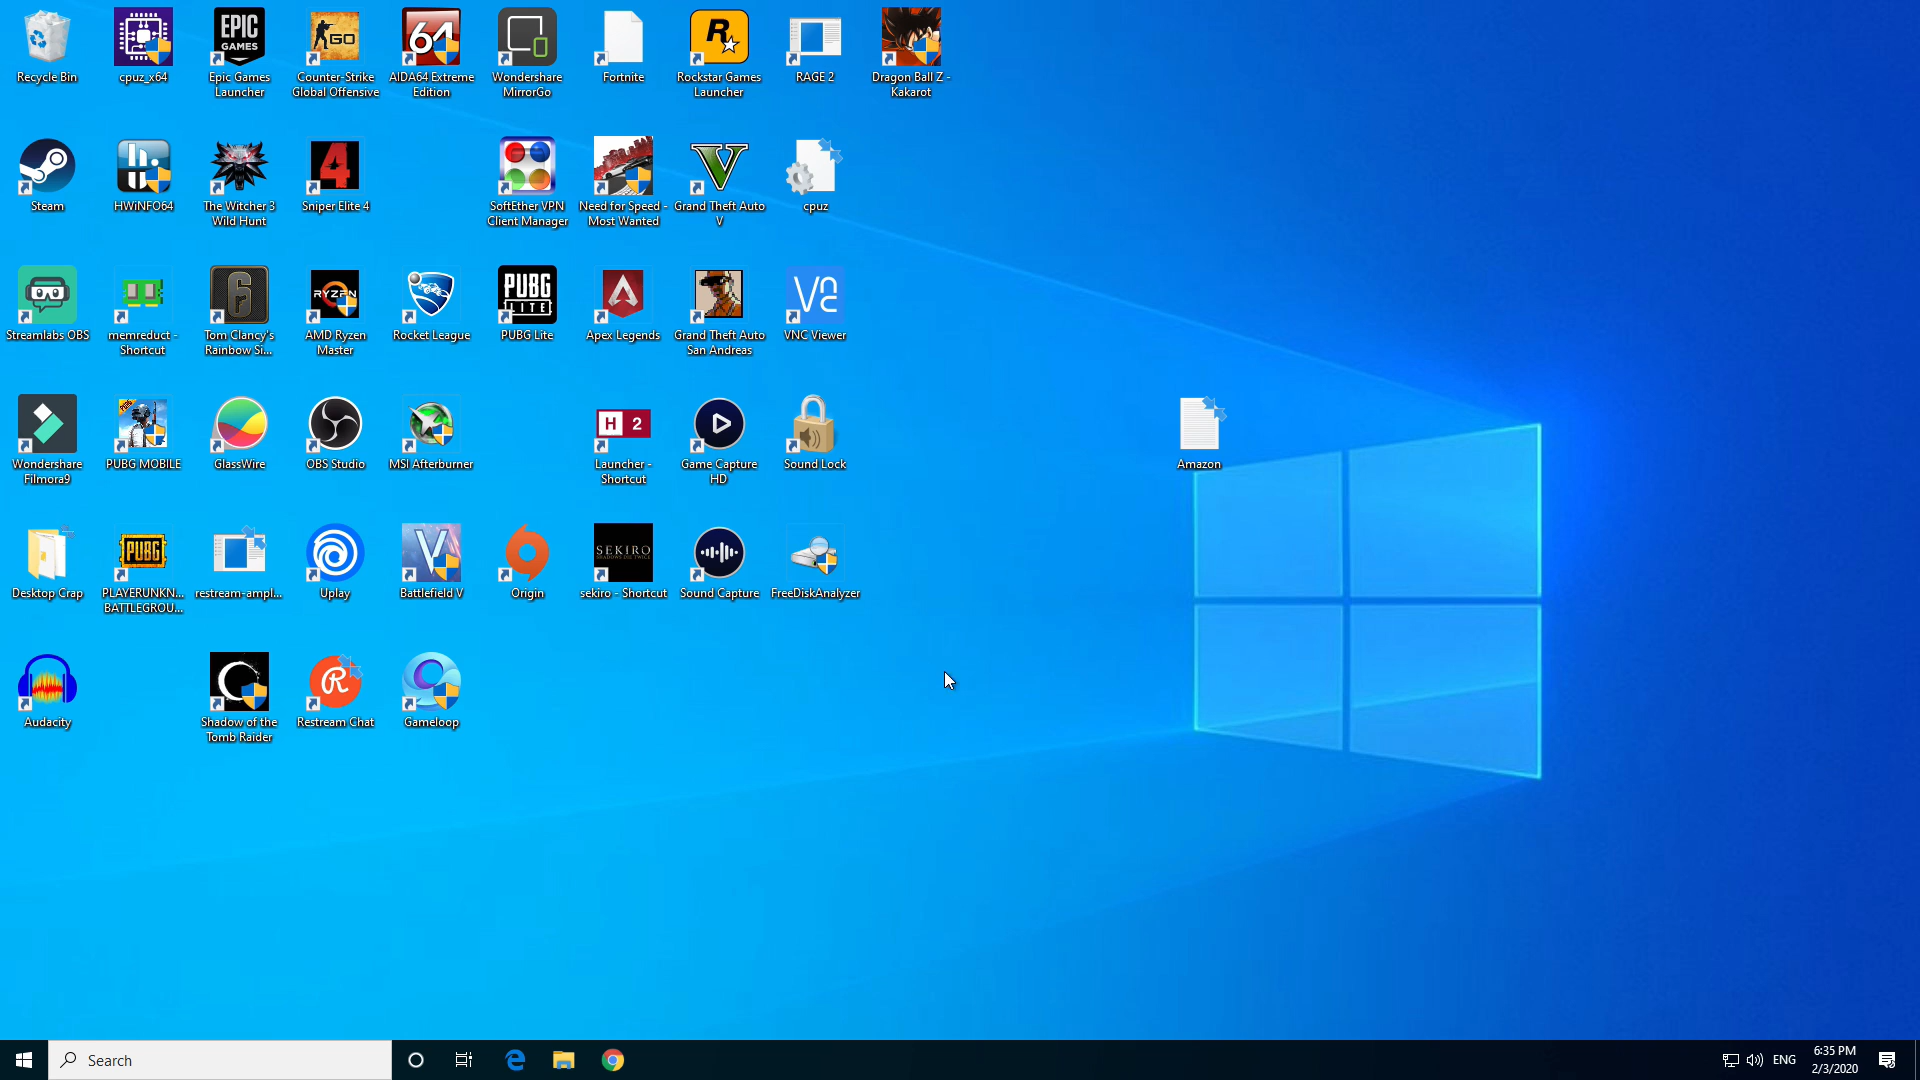 Recycle Bin
cpuz_x64
EPIC
GAMES
Epic Games
Launcher
GO
Counter-Strike
Global Offensive
64
AIDA64 Extreme
Edition
Wondershare
MirrorGo
Fortnite
R
Rockstar Games
Launcher
RAGE 2
Dragon Ball Z -
Kakarot
Steam
HWiNFO64
The Witcher 3
Wild Hunt
4
Sniper Elite 4
SoftEther VPN
Client Manager
Need for Speed -
Most Wanted
V
Grand Theft Auto
V
cpuz
Streamlabs OBS
memreduct -
Shortcut
6
Tom Clancy's
Rainbow Si...
RYZEN
AMD Ryzen
Master
Rocket League
PUBG
LITE
PUBG Lite
Apex Legends
Grand Theft Auto
San Andreas
VNC Viewer
Wondershare
Filmora9
PUBG
PUBG MOBILE
GlassWire
OBS Studio
MSI Afterburner
H 2
Launcher -
Shortcut
Game Capture
HD
Sound Lock
Amazon
Desktop Crap
PUBG
PLAYERUNKN...
BATTLEGROU...
restream-ampl...
Uplay
V
Battlefield V
Origin
SEKIRO
SHADOWS DIE TWICE
sekiro - Shortcut
Sound Capture
FreeDiskAnalyzer
Audacity
Shadow of the
Tomb Raider
R
Restream Chat
Gameloop
Search
ENG
6:35 PM
2/3/2020